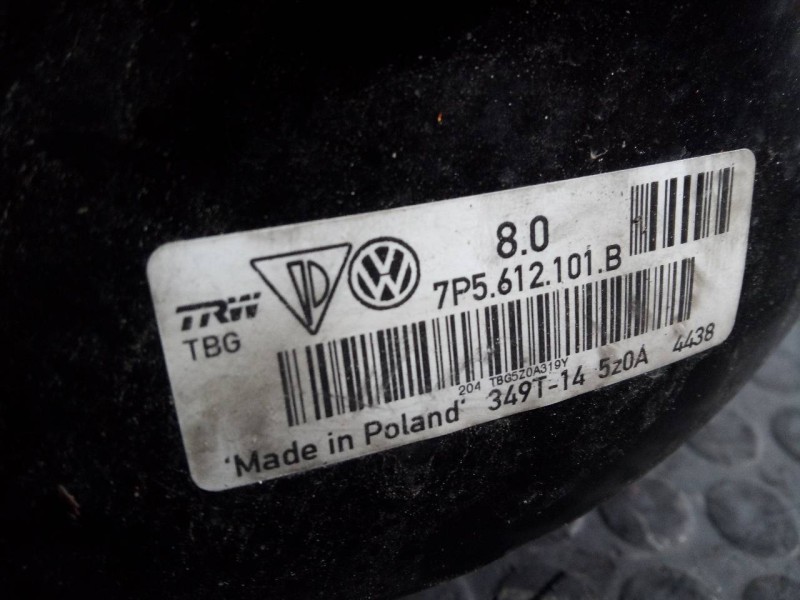 8.0
TRW
7P5.612.101.B
TBG
204 TBG5Z0A319Y
'Made in Poland' 349T-14 5z0A 4438